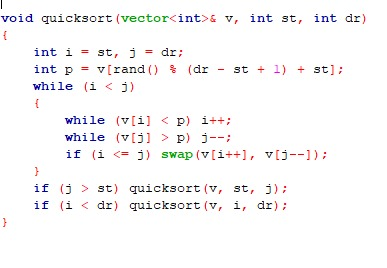 void quicksort(vector<int>& v, int st, int dr)
{
    int i = st, j = dr;
    int p = v[rand() % (dr - st + 1) + st];
    while (i < j)
    {
        while (v[i] < p) i++;
        while (v[j] > p) j--;
        if (i <= j) swap(v[i++], v[j--]);
    }
    if (j > st) quicksort(v, st, j);
    if (i < dr) quicksort(v, i, dr);
}